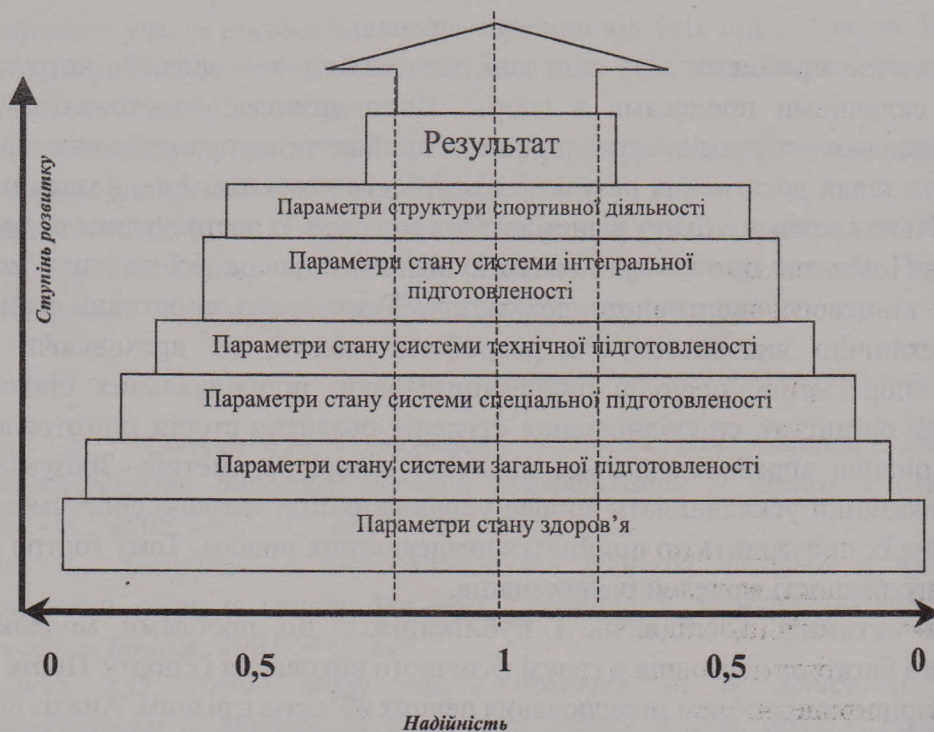 Ступінь розвитку
Результат
Параметри структури спортивної діяльності
Параметри стану системи інтегральної
підготовленості
Параметри стану системи технічної підготовленості
Параметри стану системи спеціальної підготовленості
Параметри стану системи загальної підготовленості
Параметри стану здоров'я
0 0,5 1 0,5 0
Надійність